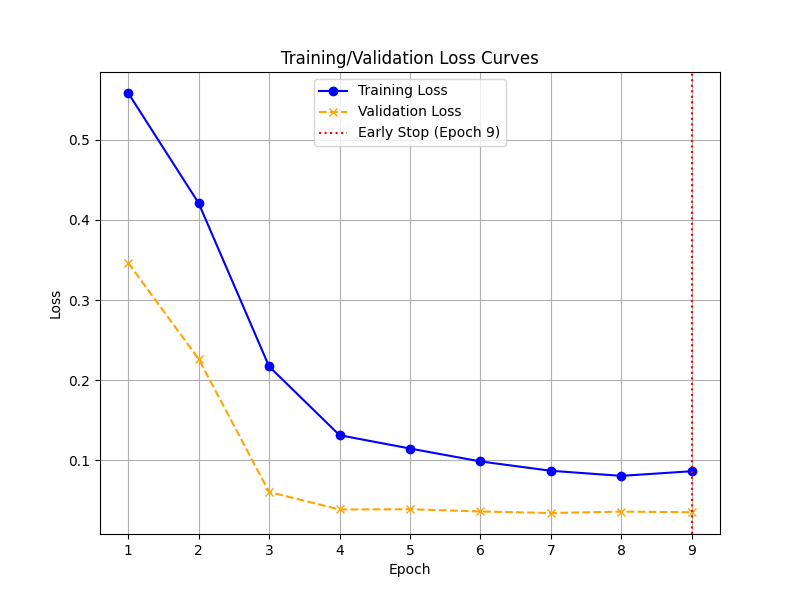 Training/Validation Loss Curves
Training Loss
Validation Loss
Early Stop (Epoch 9)
0.5
0.4
0.3
0.2
0.1
Loss
1 2 3 4 5 6 7 8 9
Epoch